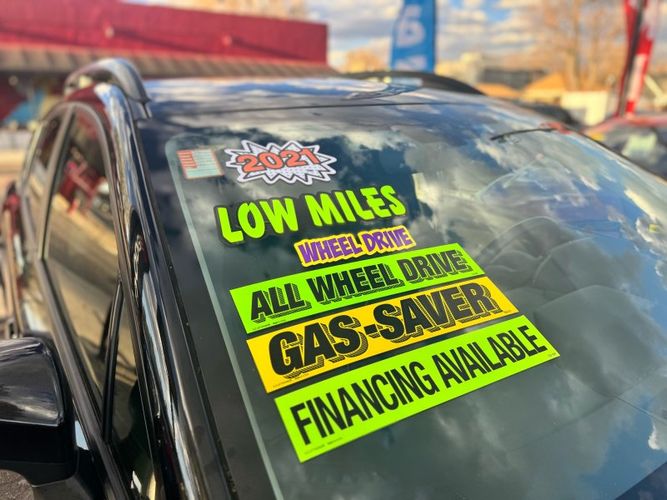 2021
LOW MILES
WHEEL DRIVE
ALL WHEEL DRIVE
GAS-SAVER
FINANCING AVAILABLE